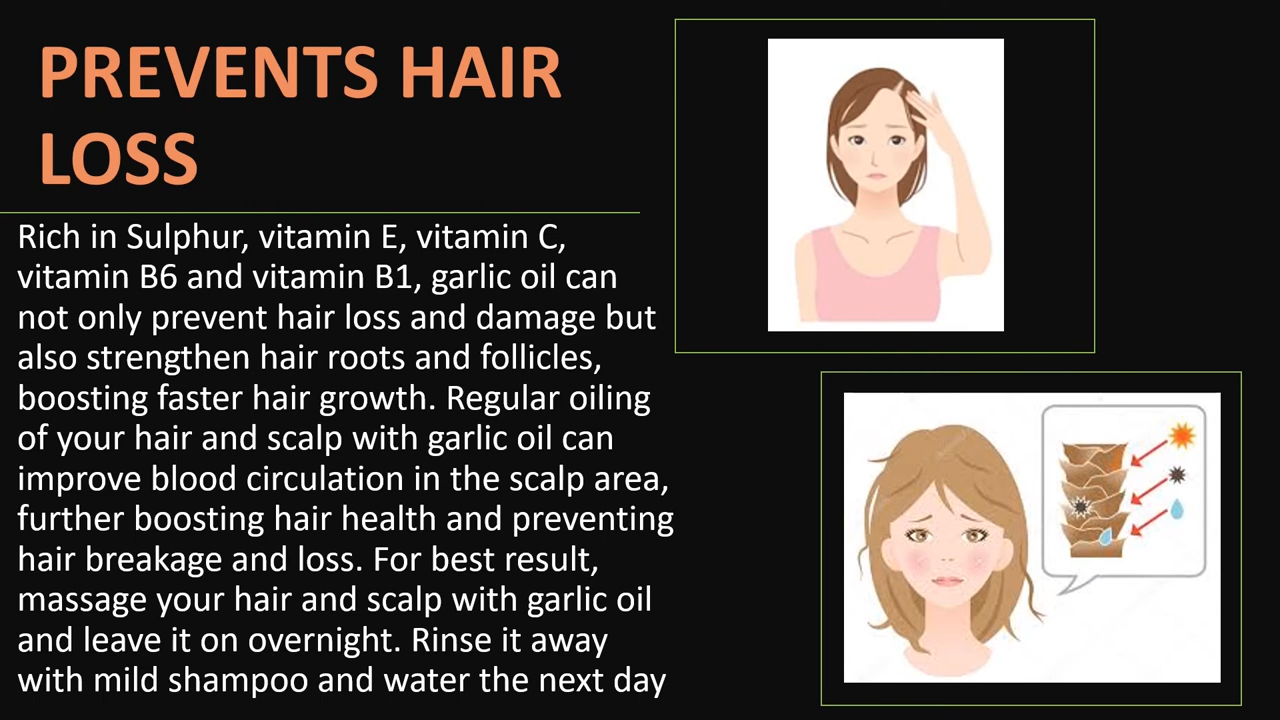 PREVENTS HAIR
LOSS
Rich in Sulphur, vitamin E, vitamin C,
vitamin B6 and vitamin B1, garlic oil can
not only prevent hair loss and damage but
also strengthen hair roots and follicles,
boosting faster hair growth. Regular oiling
of your hair and scalp with garlic oil can
improve blood circulation in the scalp area,
further boosting hair health and preventing
hair breakage and loss. For best result,
massage your hair and scalp with garlic oil
and leave it on overnight. Rinse it away
with mild shampoo and water the next day